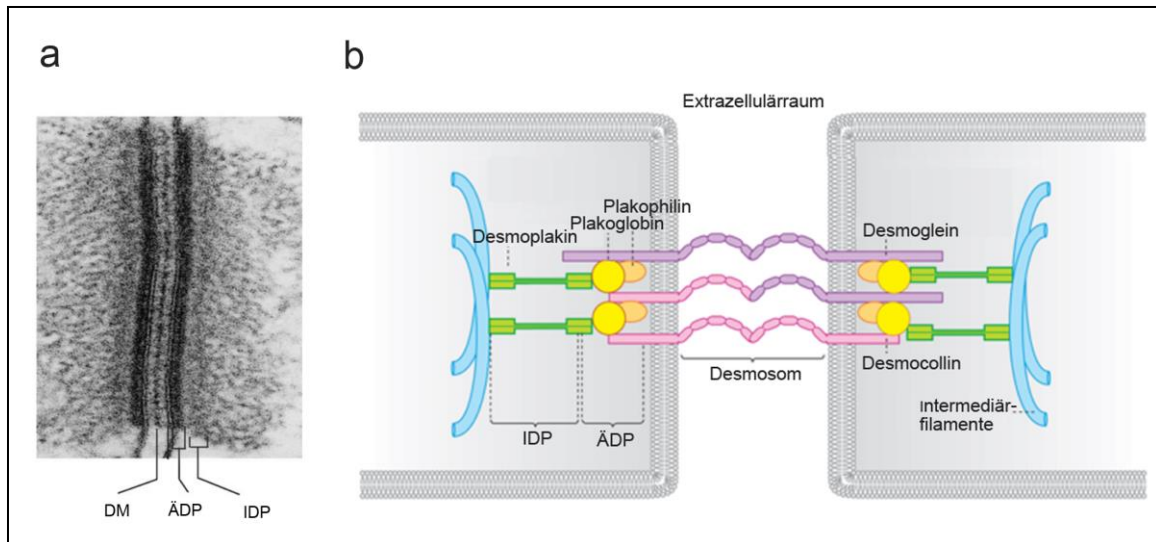 a
b
Extrazellulärraum
Plakophilin
Plakoglobin
Desmoplakin
Desmoglein
Desmocollin
Desmosom
Intermediär-
filamente
IDP
ÄDP
DM
ÄDP
IDP